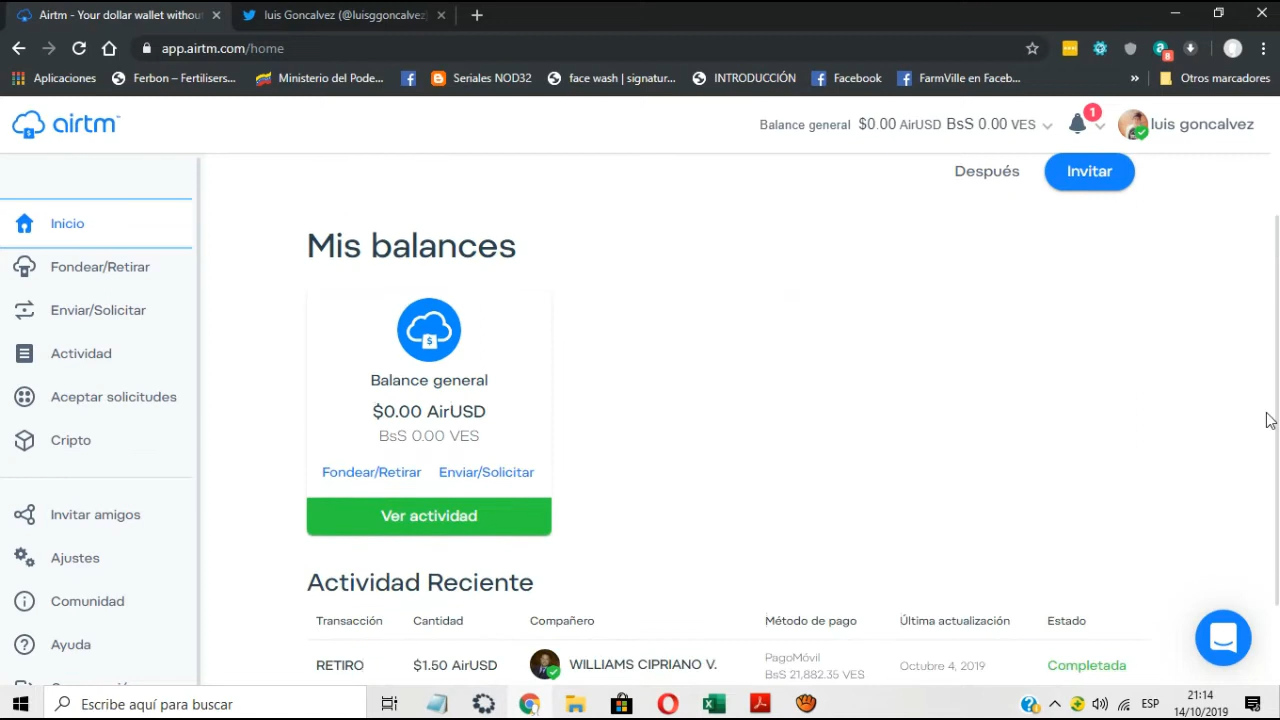 Airtm - Your dollar wallet withou
luis Goncalvez (@luisggoncalvez
app.airtm.com/home
8
Aplicaciones
Ferbon – Fertilisers...
Ministerio del Pode...
Seriales NOD32
face wash | signatur...
INTRODUCCIÓN
Facebook
FarmVille en Faceb...
»
Otros marcadores
airtm
Balance general $0.00 AirUSD BsS 0.00 VES
1
luis goncalvez
Después
Invitar
Inicio
Fondear/Retirar
Enviar/Solicitar
Actividad
Aceptar solicitudes
Cripto
Invitar amigos
Ajustes
Comunidad
Ayuda
Mis balances
Balance general
$0.00 AirUSD
BsS 0.00 VES
Fondear/Retirar Enviar/Solicitar
Ver actividad
Actividad Reciente
Transacción Cantidad Compañero Método de pago Última actualización Estado
RETIRO $1.50 AirUSD WILLIAMS CIPRIANO V. PagoMóvil October 4, 2019 Completada
BsS 21,882.35 VES
Escribe aquí para buscar
ESP
21:14
14/10/2019